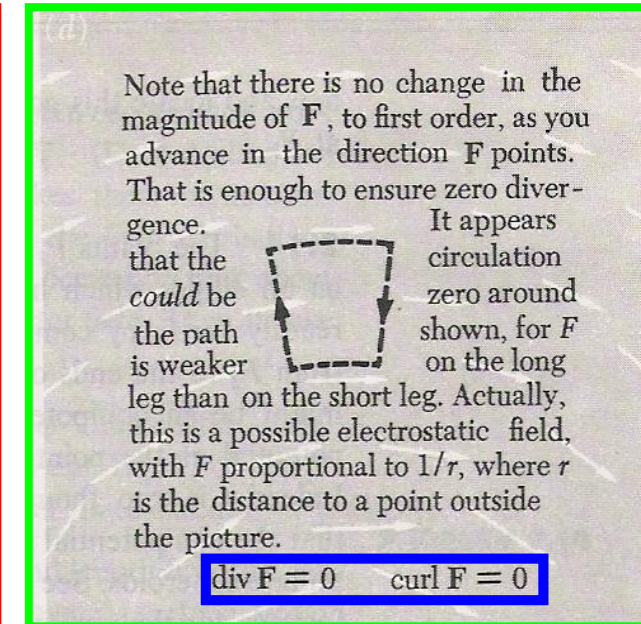 (d)
Note that there is no change in the
magnitude of F, to first order, as you
advance in the direction F points.
That is enough to ensure zero diver-
gence. It appears
that the circulation
could be zero around
the path shown, for F
is weaker on the long
leg than on the short leg. Actually,
this is a possible electrostatic field,
with F proportional to 1/r, where r
is the distance to a point outside
the picture.
div F = 0 curl F = 0